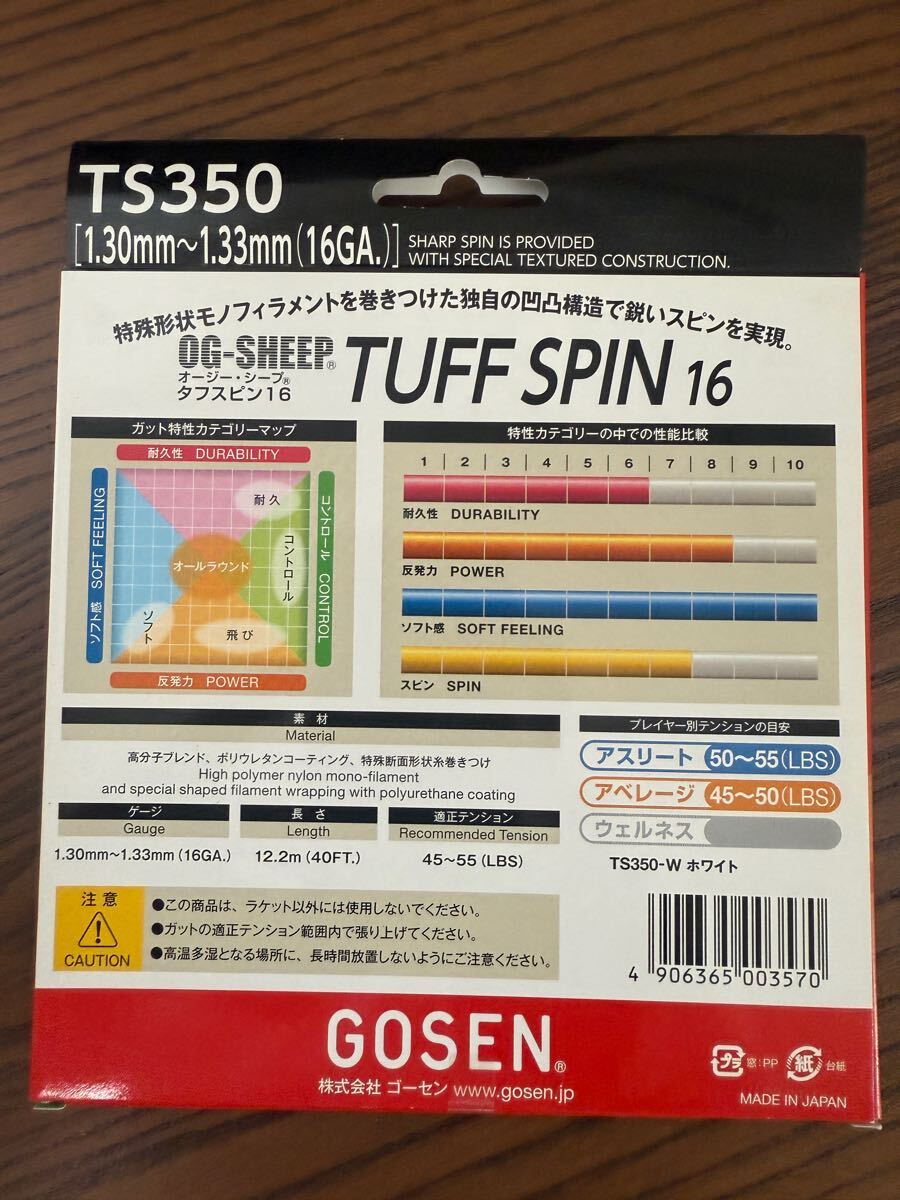 TS350
[1.30mm〜1.33mm(16GA.)]
SHARP SPIN IS PROVIDED
WITH SPECIAL TEXTURED CONSTRUCTION.
特殊形状モノフィラメントを巻きつけた独自の凹凸構造で鋭いスピンを実現。
OG-SHEEP®
オージー・シープ®
タフスピン16
TUFF SPIN 16
ガット特性カテゴリーマップ
耐久性 DURABILITY
ソフト感 SOFT FEELING
コントロール CONTROL
耐久
オールラウンド
コントロール
ソフト
飛び
反発力 POWER
特性カテゴリーの中での性能比較
1 2 3 4 5 6 7 8 9 10
耐久性 DURABILITY
反発力 POWER
ソフト感 SOFT FEELING
スピン SPIN
素材
Material
高分子ブレンド、ポリウレタンコーティング、特殊断面形状糸巻きつけ
High polymer nylon mono-filament
and special shaped filament wrapping with polyurethane coating
ゲージ
Gauge
1.30mm〜1.33mm(16GA.)
長さ
Length
12.2m(40FT.)
適正テンション
Recommended Tension
45〜55(LBS)
プレイヤー別テンションの目安
アスリート 50〜55(LBS)
アベレージ 45〜50(LBS)
ウェルネス
TS350-W ホワイト
注意
CAUTION
●この商品は、ラケット以外には使用しないでください。
●ガットの適正テンション範囲内で張り上げてください。
●高温多湿となる場所に、長時間放置しないようにご注意ください。
4 906365 003570
GOSEN®
株式会社 ゴーセン www.gosen.jp
プラ 窓:PP 紙 台紙
MADE IN JAPAN